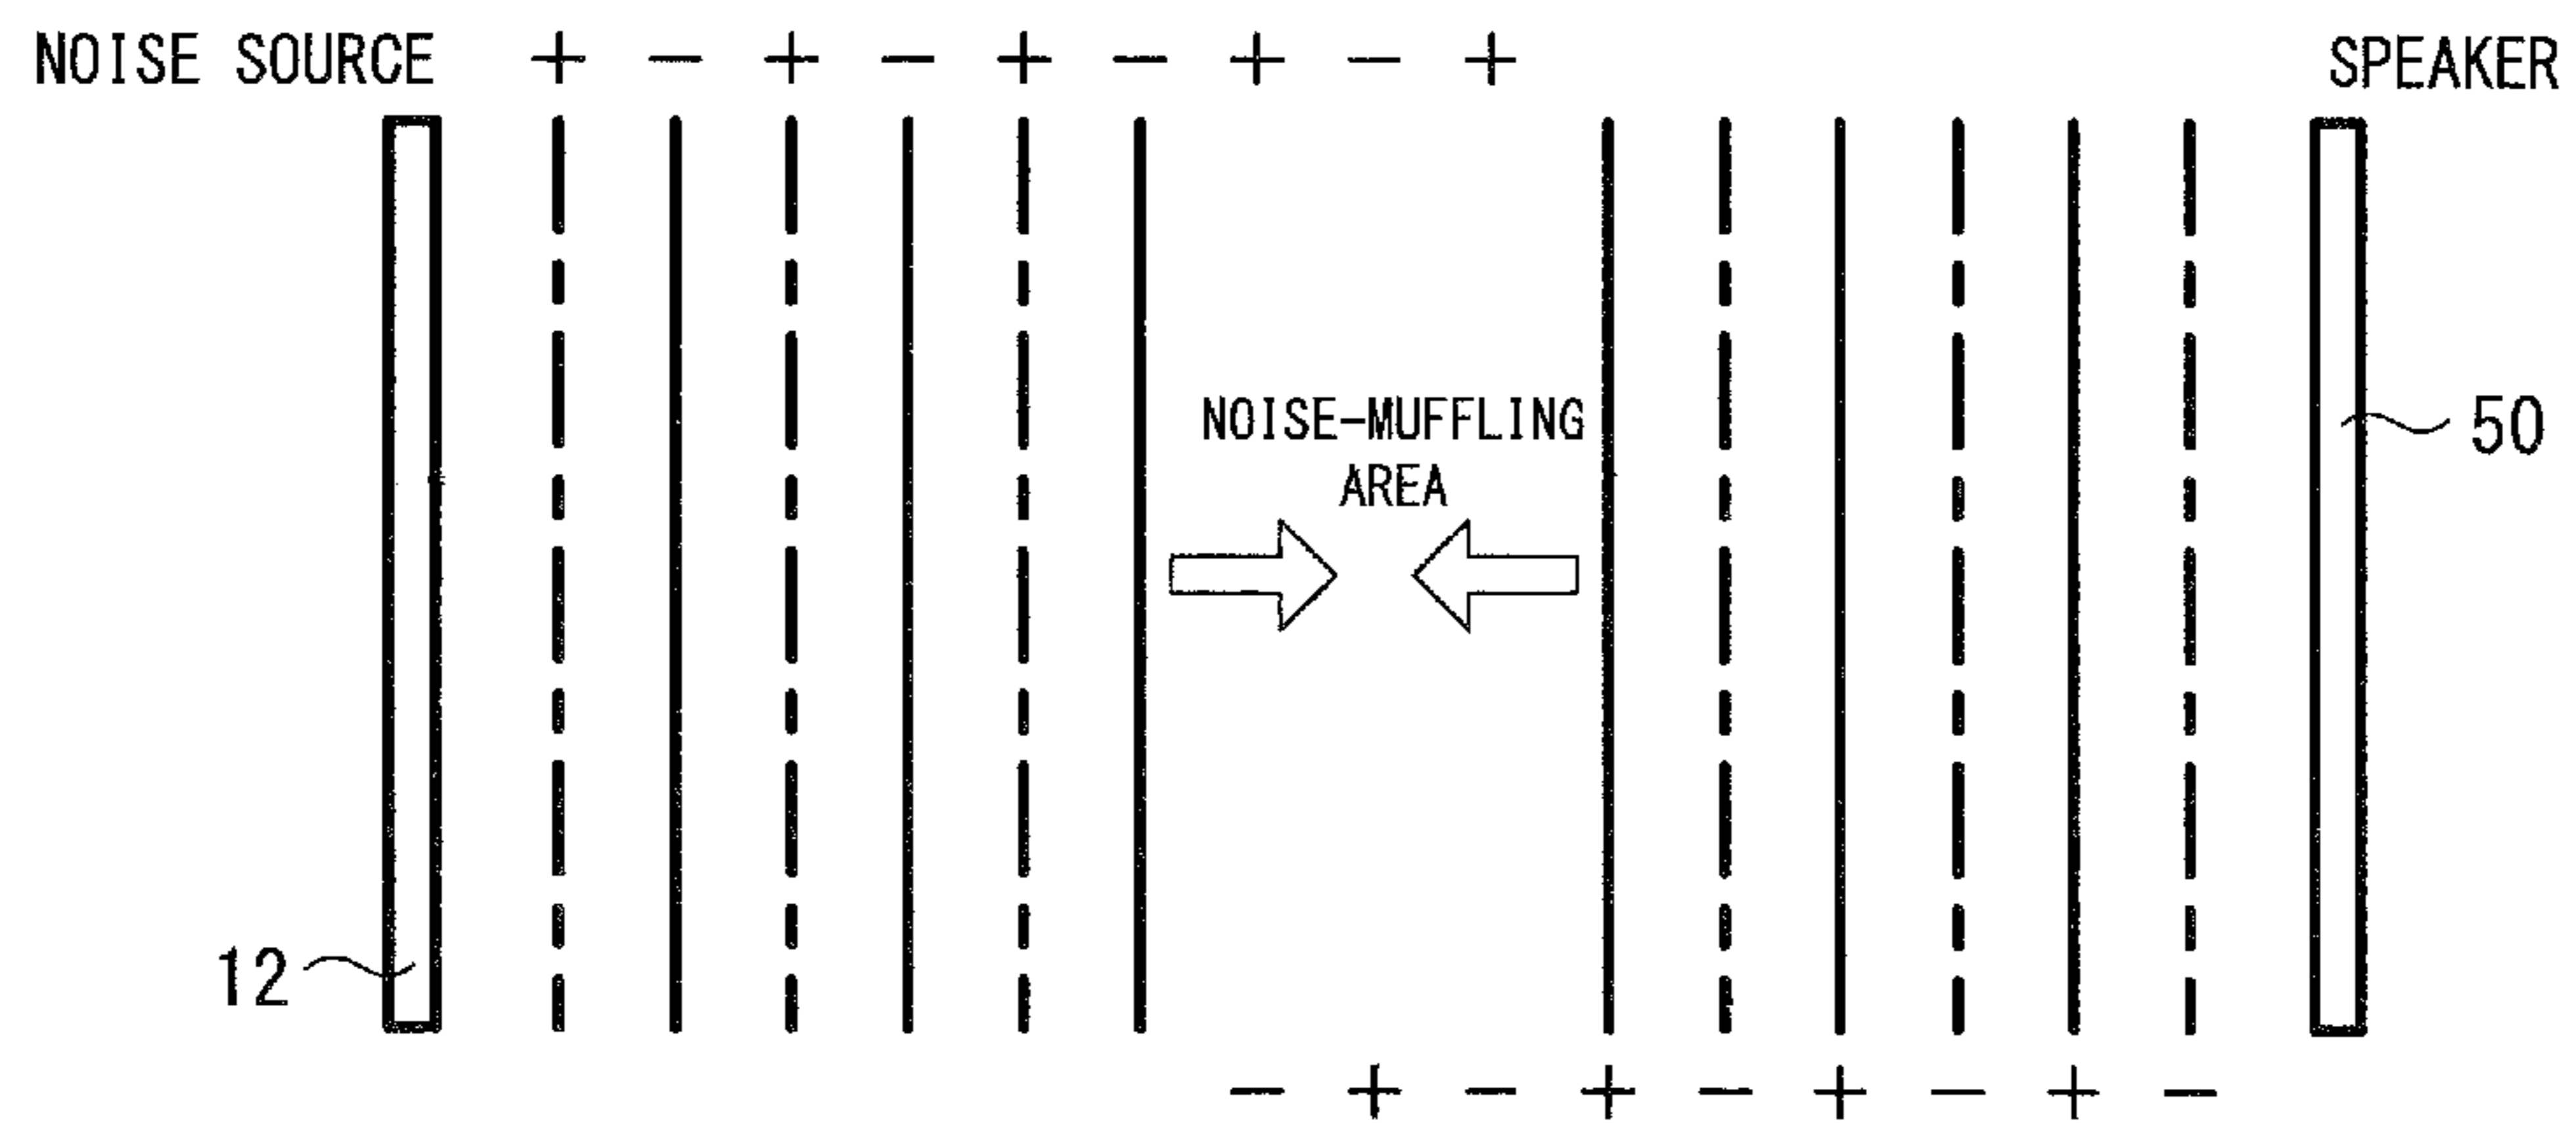 NOISE SOURCE + - + - + - + - + SPEAKER
NOISE-MUFFLING
AREA
50
12
- + - + - + - + -